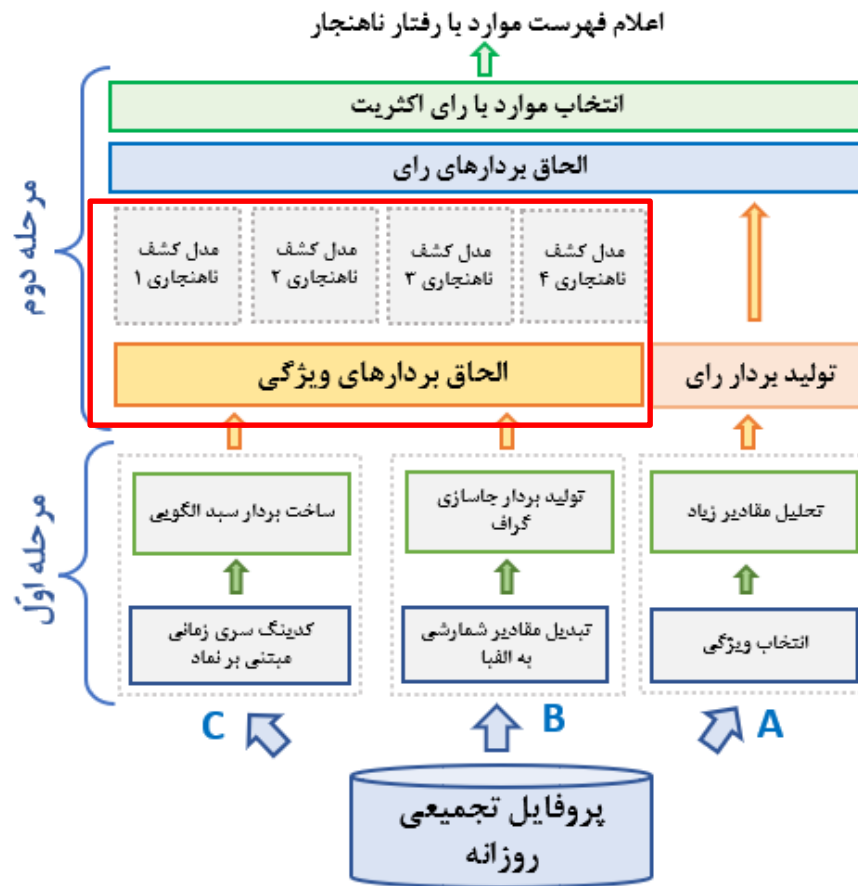 اعلام فهرست موارد با رفتار ناهنجار
انتخاب موارد با رای اکثریت
الحاق بردارهای رای
مرحله دوم
مدل کشف
ناهنجاری ۴
مدل کشف
ناهنجاری ۳
مدل کشف
ناهنجاری ۲
مدل کشف
ناهنجاری ۱
تولید بردار رای
الحاق بردارهای ویژگی
مرحله اوّل
تحلیل مقادیر زیاد
تولید بردار جاسازی
گراف
ساخت بردار سبد الگویی
انتخاب ویژگی
تبدیل مقادیر شمارشی
به الفبا
کدینگ سری زمانی
مبتنی بر نماد
A
B
C
پروفایل تجمیعی
روزانه